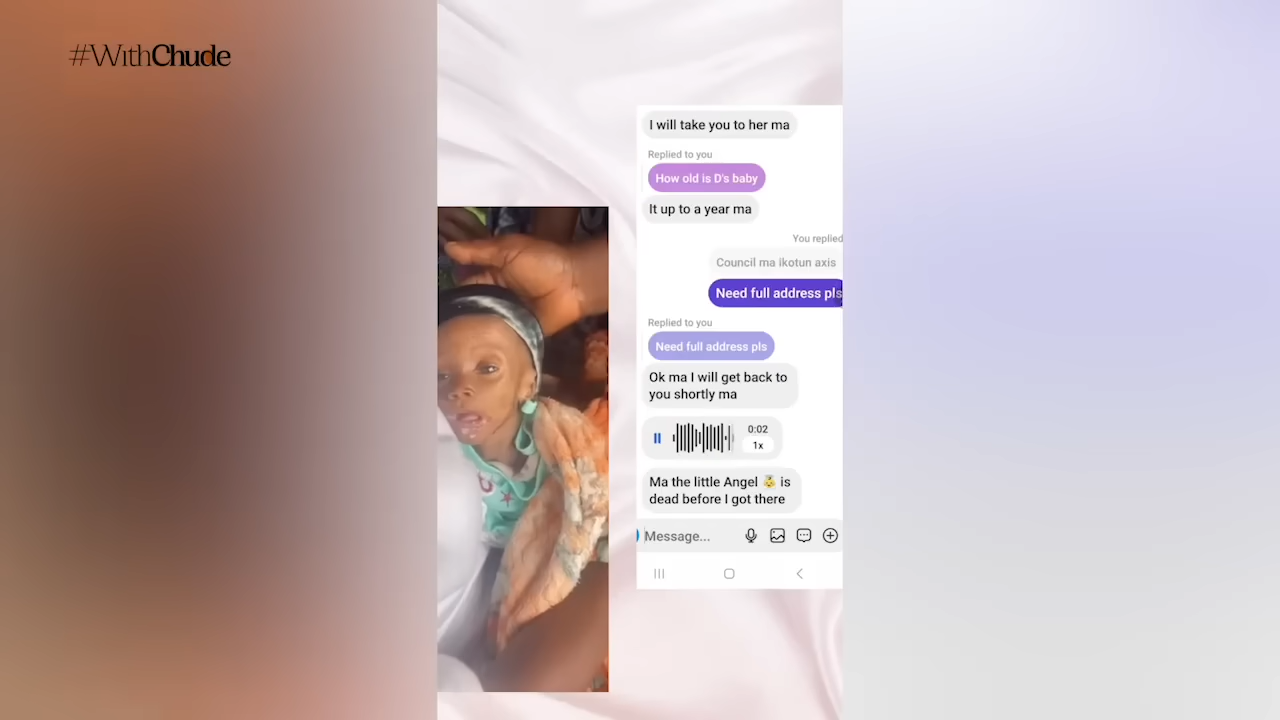 #WithChude
I will take you to her ma
Replied to you
How old is D's baby
It up to a year ma
You replied
Council ma ikotun axis
Need full address pls
Replied to you
Need full address pls
Ok ma I will get back to
you shortly ma
0:02
1x
Ma the little Angel 👼 is
dead before I got there
Message...